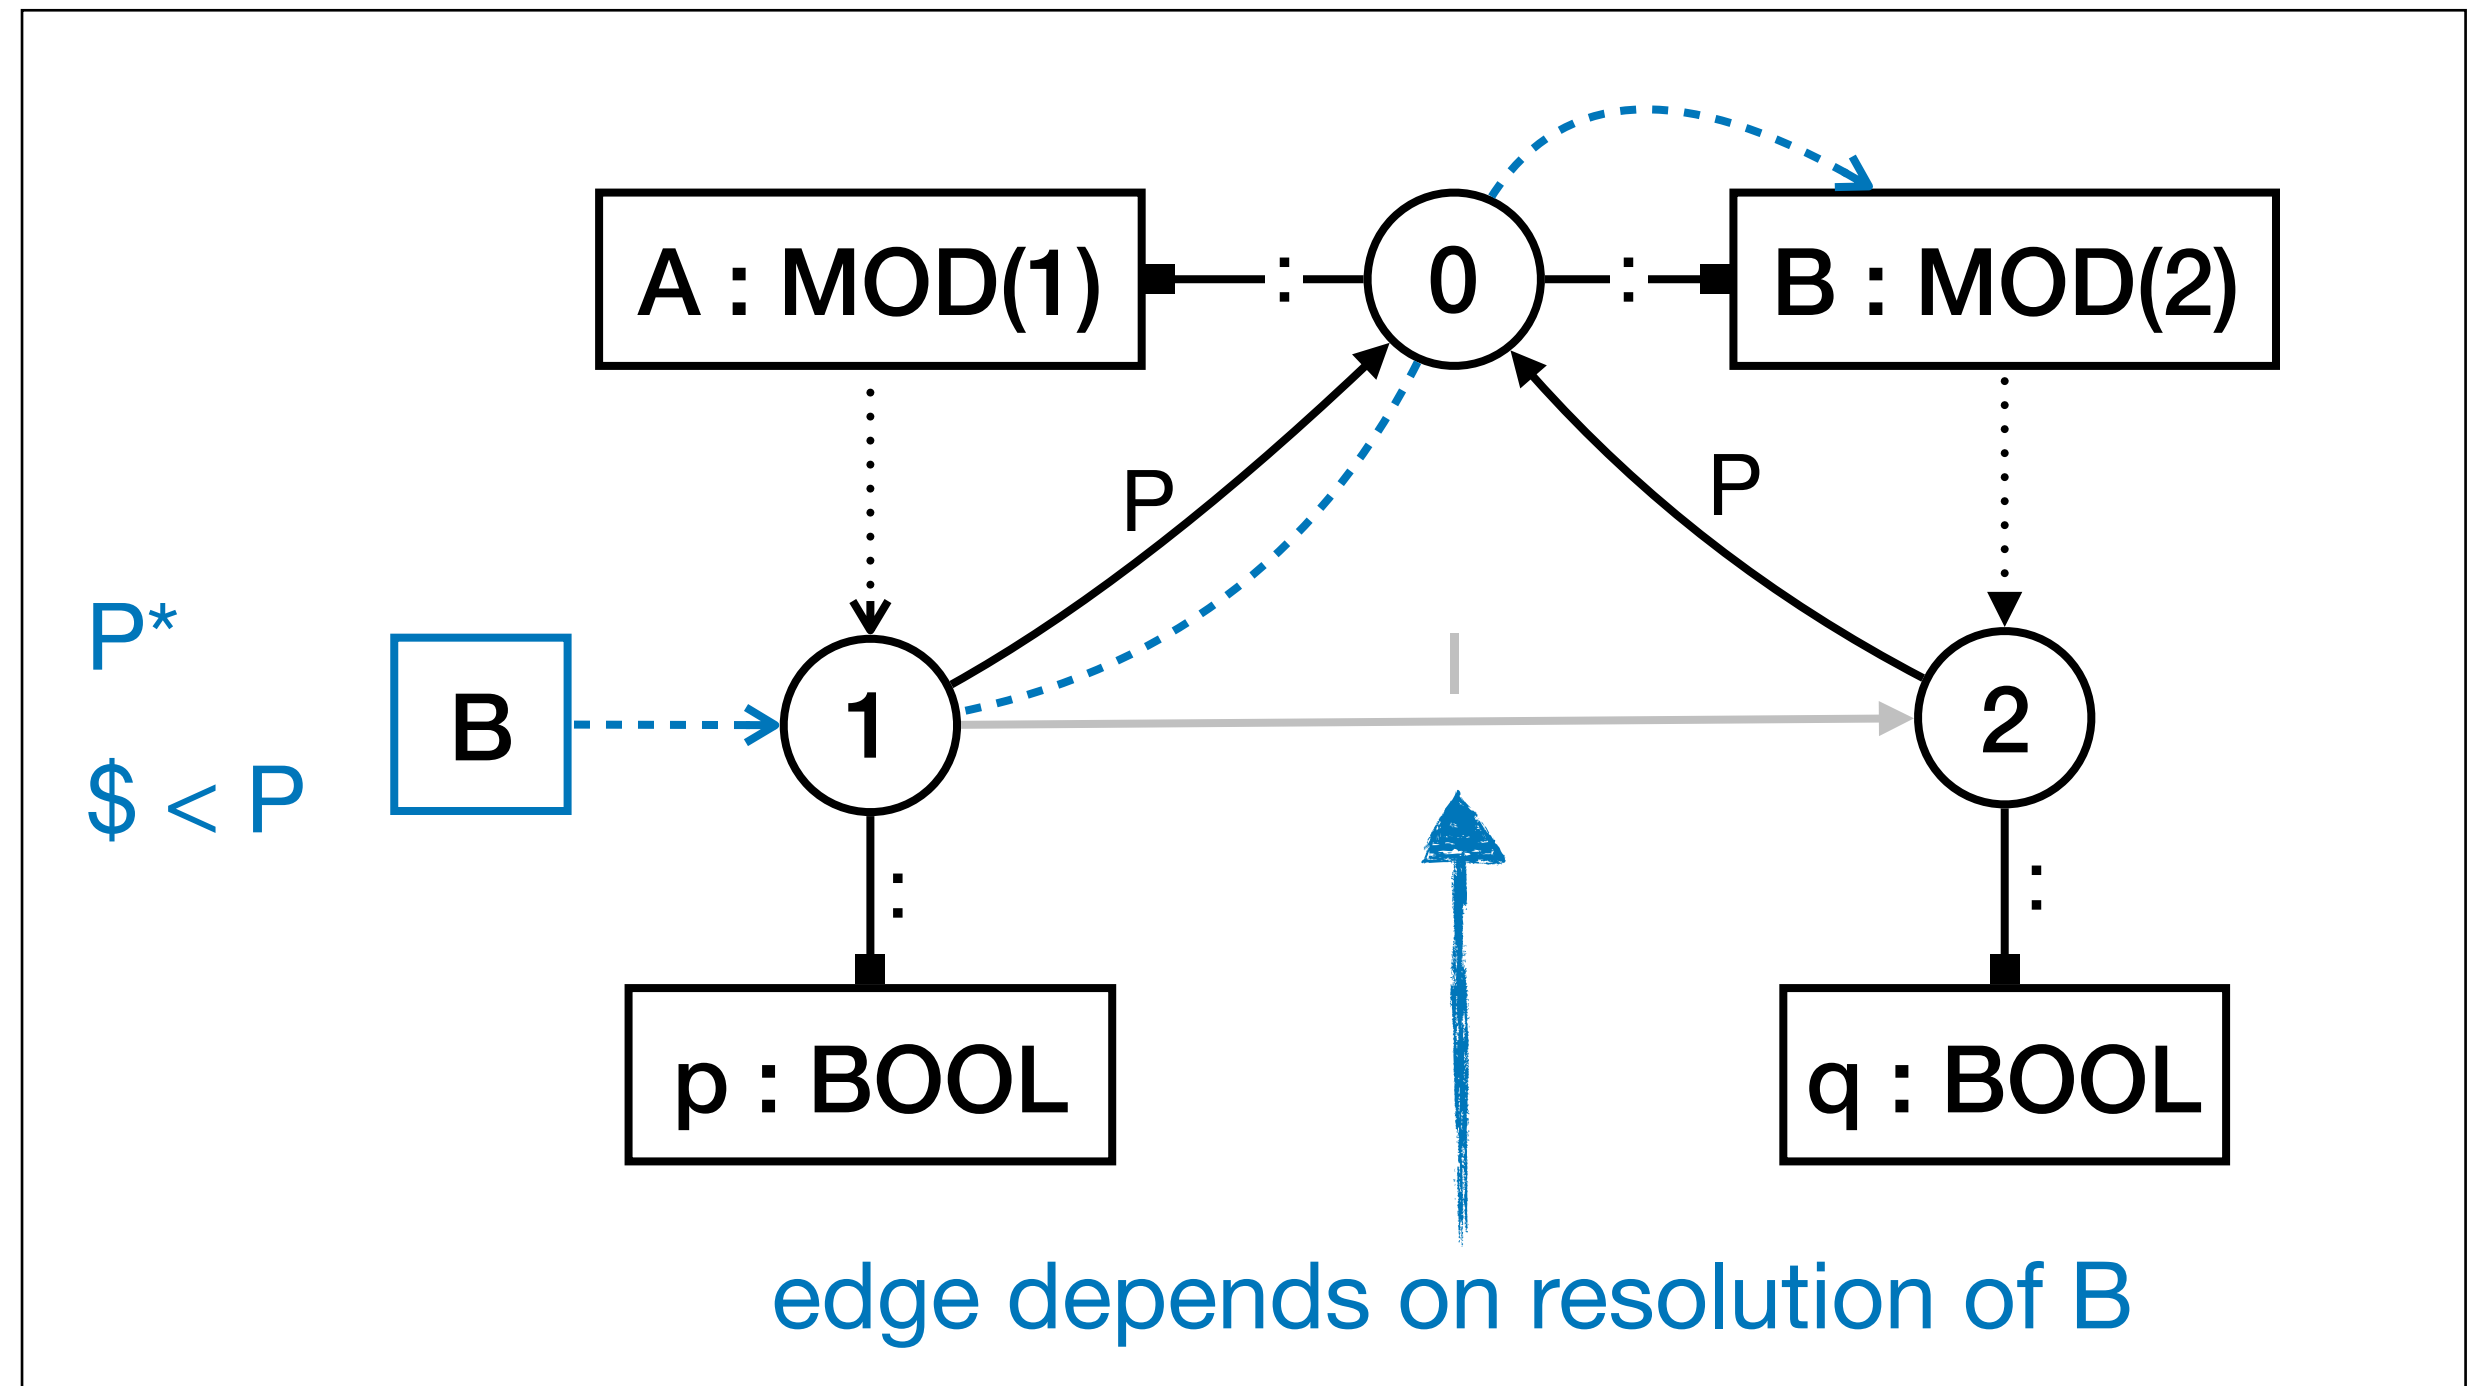 A : MOD(1)
:
0
:
B : MOD(2)
P
P
P*
$ < P
B
1
I
2
:
:
p : BOOL
q : BOOL
edge depends on resolution of B